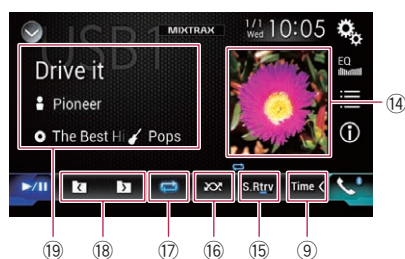 USB1
MIXTRAX
1/1
Wed
10:05
EQ
Drive it
Pioneer
The Best Hi
Pops
S.Rtrv
Time
⑭
⑲
⑱
⑰
⑯
⑮
⑨